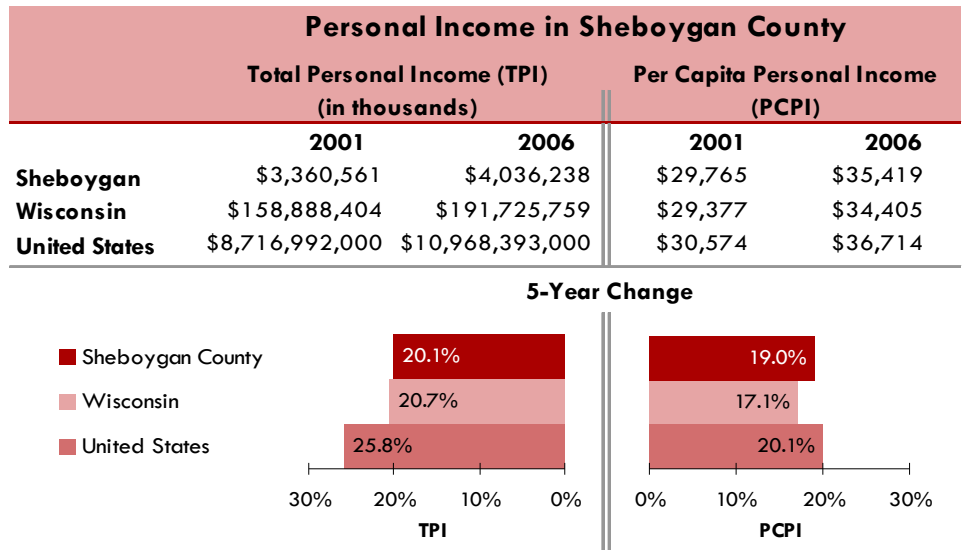 Personal Income in Sheboygan County
Total Personal Income (TPI) Per Capita Personal Income
(in thousands) (PCPI)
2001 2006 2001 2006
Sheboygan $3,360,561 $4,036,238 $29,765 $35,419
Wisconsin $158,888,404 $191,725,759 $29,377 $34,405
United States $8,716,992,000 $10,968,393,000 $30,574 $36,714
5-Year Change
Sheboygan County 20.1% 19.0%
Wisconsin 20.7% 17.1%
United States 25.8% 20.1%
30% 20% 10% 0% 0% 10% 20% 30%
TPI PCPI